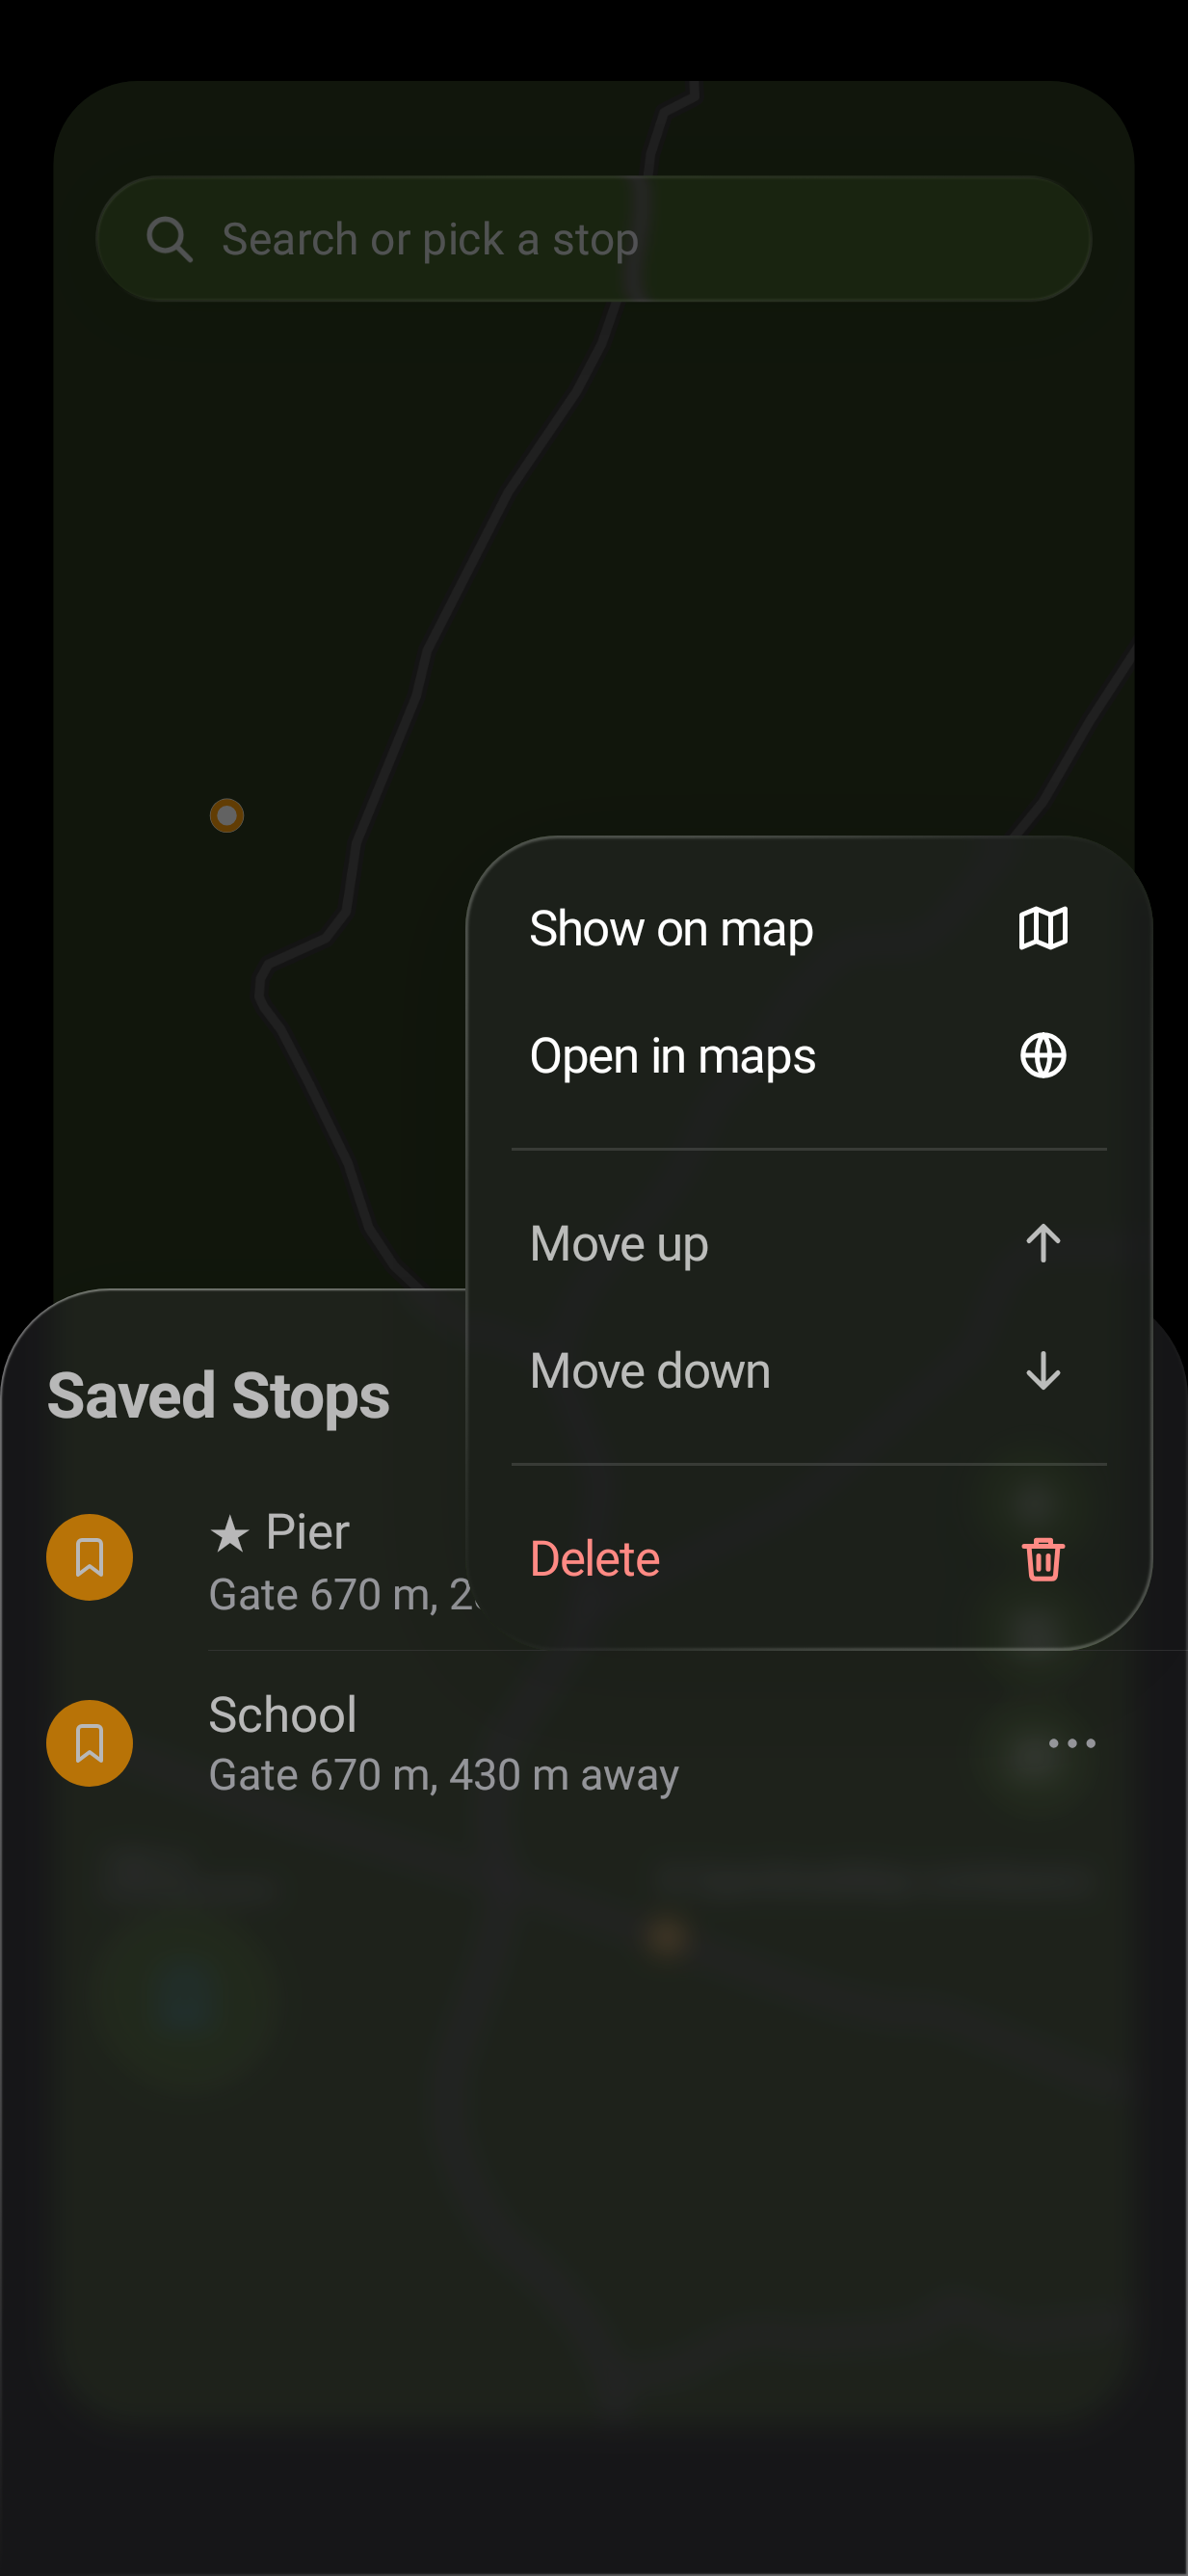 Search or pick a stop
Show on map
Open in maps
Move up
Move down
Delete
Saved Stops
★ Pier
Gate 670 m,
School
Gate 670 m, 430 m away